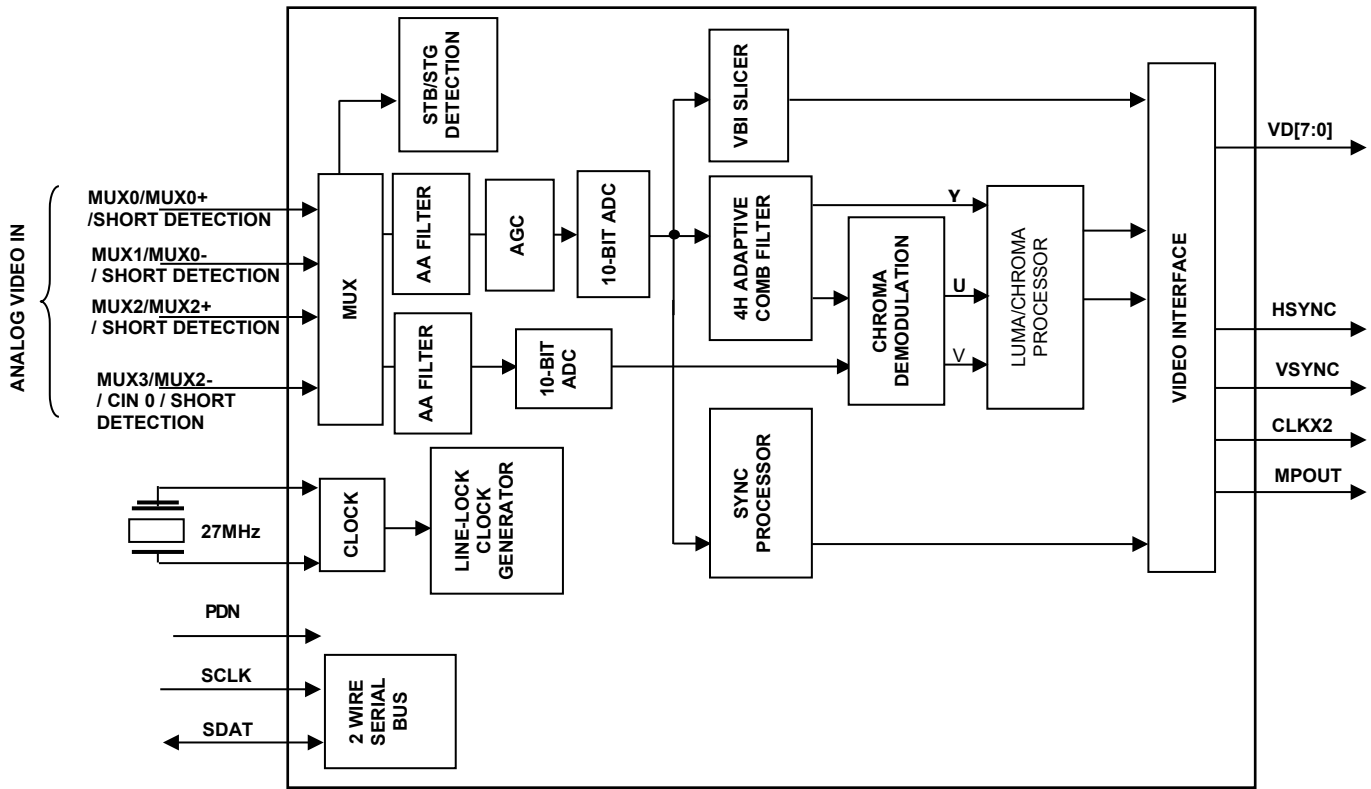 ANALOG VIDEO IN
MUX0/MUX0+
/SHORT DETECTION
MUX1/MUX0-
/ SHORT DETECTION
MUX2/MUX2+
/ SHORT DETECTION
MUX3/MUX2-
/ CIN 0 / SHORT
DETECTION
27MHz
PDN
SCLK
SDAT
STB/STG
DETECTION
MUX
AA FILTER
AGC
10-BIT ADC
AA FILTER
10-BIT
ADC
CLOCK
LINE-LOCK
CLOCK
GENERATOR
2 WIRE
SERIAL
BUS
VBI SLICER
4H ADAPTIVE
COMB FILTER
CHROMA
DEMODULATION
Y
U
V
LUMA/CHROMA
PROCESSOR
SYNC
PROCESSOR
VIDEO INTERFACE
VD[7:0]
HSYNC
VSYNC
CLKX2
MPOUT